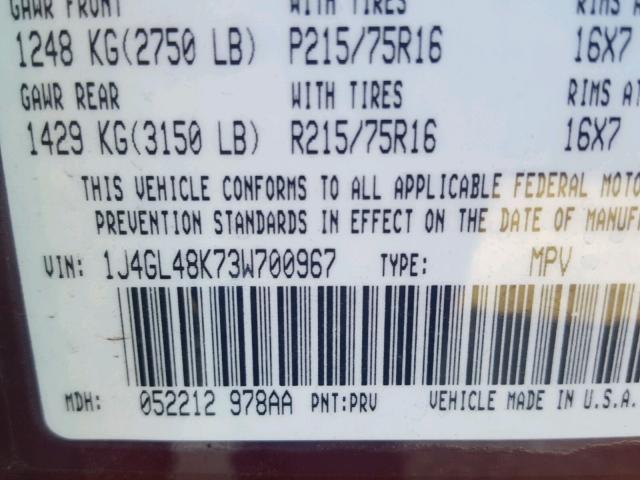 GAWR FRONT WITH TIRES RIMS
1248 KG(2750 LB) P215/75R16 16X7
GAWR REAR WITH TIRES RIMS AT
1429 KG(3150 LB) R215/75R16 16X7
THIS VEHICLE CONFORMS TO ALL APPLICABLE FEDERAL MOTO
PREVENTION STANDARDS IN EFFECT ON THE DATE OF MANUF
VIN: 1J4GL48K73W700967 TYPE: MPV
MDH: 052212 978AA PNT:PRV VEHICLE MADE IN U.S.A.